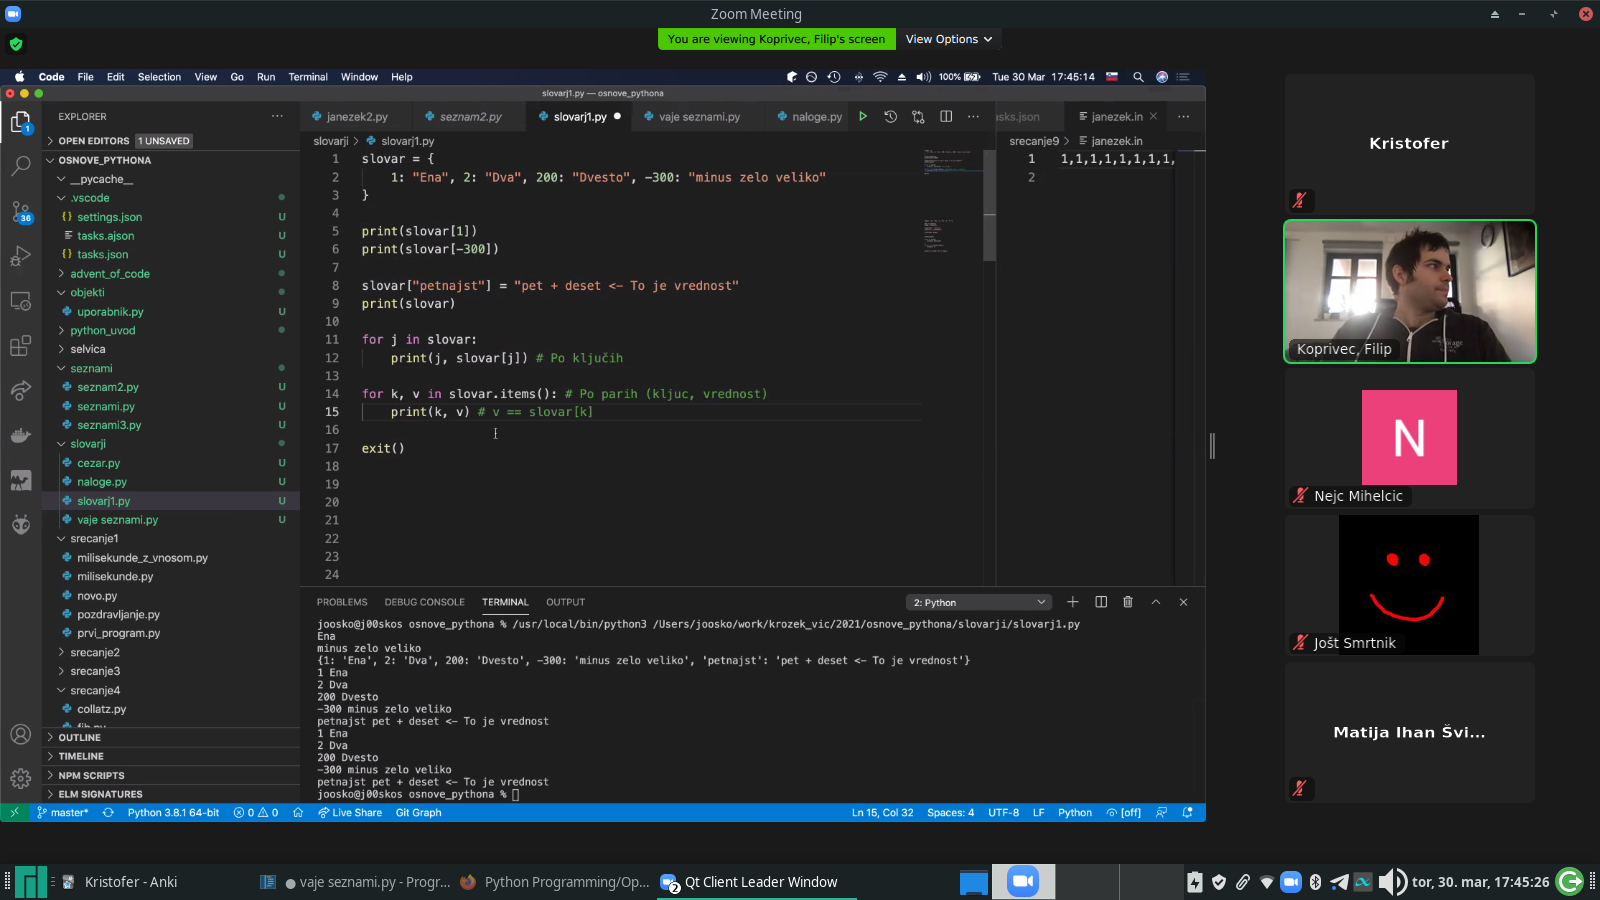 Zoom Meeting
You are viewing Koprivec, Filip's screen
View Options
Code File Edit Selection View Go Run Terminal Window Help
100% Tue 30 Mar 17:45:14
slovarj1.py — osnove_pythona
EXPLORER
janezek2.py seznam2.py slovarj1.py vaje seznami.py naloge.py janezek.in
OPEN EDITORS 1 UNSAVED
slovarji > slovarj1.py
srecanje9 > janezek.in
OSNOVE_PYTHONA
__pycache__
.vscode
settings.json U
tasks.ajson U
tasks.json U
advent_of_code
objekti
uporabnik.py U
python_uvod
selvica
seznami
seznam2.py U
seznami.py U
seznami3.py U
slovarji
cezar.py U
naloge.py U
slovarj1.py U
vaje seznami.py U
srecanje1
milisekunde_z_vnosom.py
milisekunde.py
novo.py
pozdravljanje.py
prvi_program.py
srecanje2
srecanje3
srecanje4
collatz.py
fib.py
OUTLINE
TIMELINE
NPM SCRIPTS
ELM SIGNATURES
1 slovar = {
2 1: "Ena", 2: "Dva", 200: "Dvesto", -300: "minus zelo veliko"
3 }
4
5 print(slovar[1])
6 print(slovar[-300])
7
8 slovar["petnajst"] = "pet + deset <- To je vrednost"
9 print(slovar)
10
11 for j in slovar:
12 print(j, slovar[j]) # Po ključih
13
14 for k, v in slovar.items(): # Po parih (kljuc, vrednost)
15 print(k, v) # v == slovar[k]
16
17 exit()
18
19
20
21
22
23
24
1 1,1,1,1,1,1,1,1,
2
PROBLEMS DEBUG CONSOLE TERMINAL OUTPUT
2: Python
joosko@j00skos osnove_pythona % /usr/local/bin/python3 /Users/joosko/work/krozek_vic/2021/osnove_pythona/slovarji/slovarj1.py
Ena
minus zelo veliko
{1: 'Ena', 2: 'Dva', 200: 'Dvesto', -300: 'minus zelo veliko', 'petnajst': 'pet + deset <- To je vrednost'}
1 Ena
2 Dva
200 Dvesto
-300 minus zelo veliko
petnajst pet + deset <- To je vrednost
1 Ena
2 Dva
200 Dvesto
-300 minus zelo veliko
petnajst pet + deset <- To je vrednost
joosko@j00skos osnove_pythona %
master* Python 3.8.1 64-bit 0 0 Live Share Git Graph
Ln 15, Col 32 Spaces: 4 UTF-8 LF Python [off]
1
36
Kristofer
Koprivec, Filip
N
Nejc Mihelcic
Jošt Smrtnik
Matija Ihan Švi...
Kristofer - Anki
vaje seznami.py - Progr...
Python Programming/Op...
2
Qt Client Leader Window
tor, 30. mar, 17:45:26